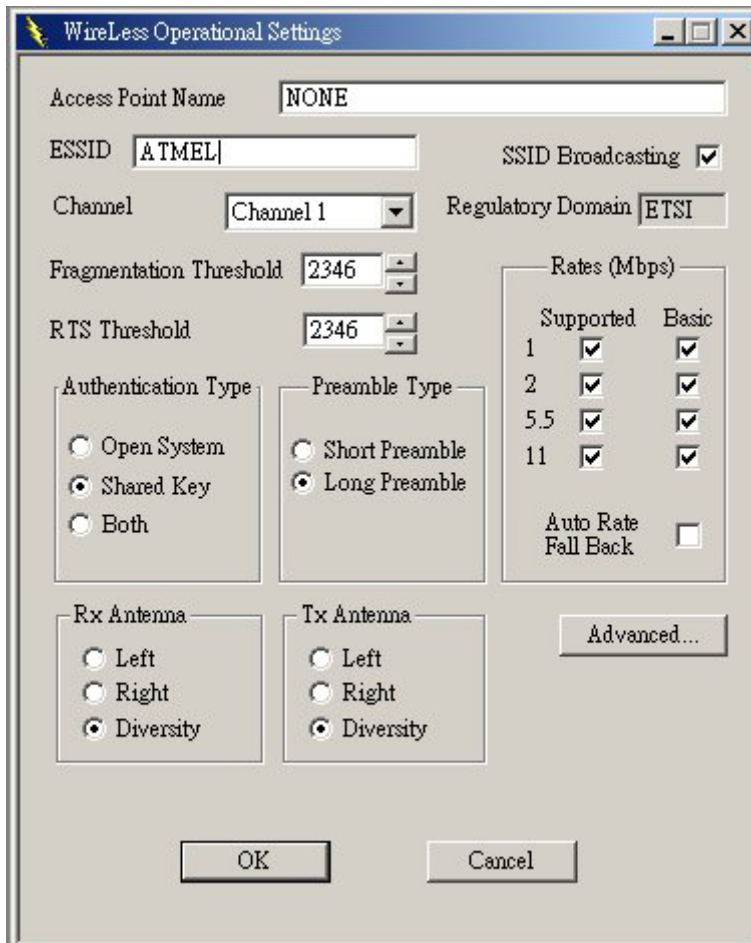 WireLess Operational Settings
Access Point Name NONE
ESSID ATMEL
SSID Broadcasting
Channel Channel 1
Regulatory Domain ETSI
Fragmentation Threshold 2346
RTS Threshold 2346
Rates (Mbps)
Supported Basic
1
2
5.5
11
Auto Rate
Fall Back
Authentication Type
Open System
Shared Key
Both
Preamble Type
Short Preamble
Long Preamble
Rx Antenna
Left
Right
Diversity
Tx Antenna
Left
Right
Diversity
Advanced...
OK
Cancel